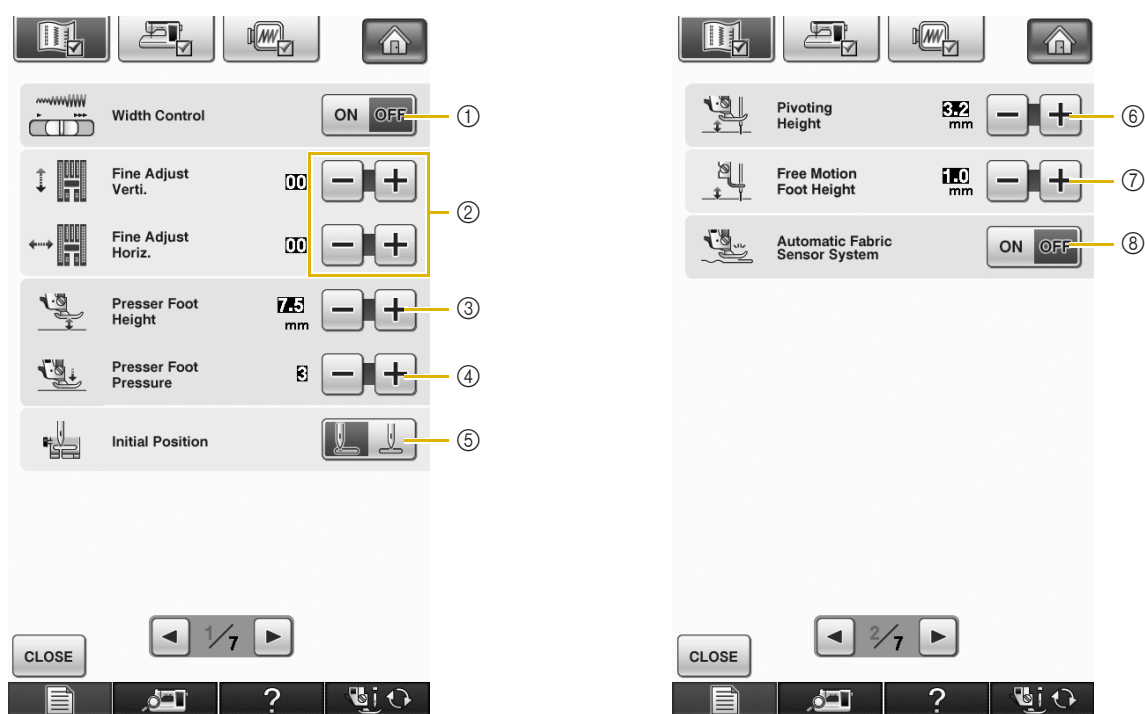 Width Control
ON OFF
①
Fine Adjust
Verti.
00
②
Fine Adjust
Horiz.
00
Presser Foot
Height
7.5
mm
③
Presser Foot
Pressure
3
④
Initial Position
⑤
1/7
CLOSE
?
Pivoting
Height
3.2
mm
⑥
Free Motion
Foot Height
1.0
mm
⑦
Automatic Fabric
Sensor System
ON OFF
⑧
2/7
CLOSE
?